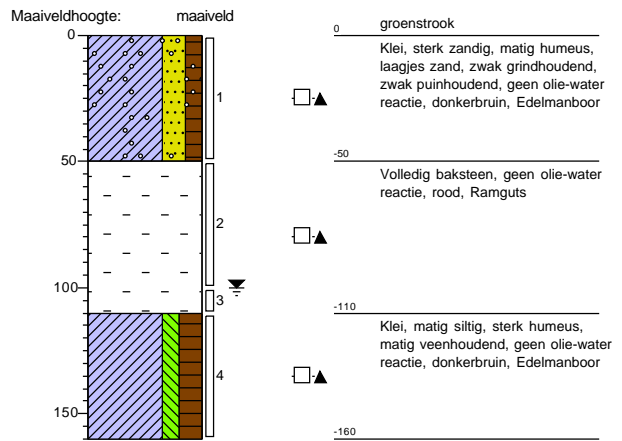 Maaiveldhoogte: maaiveld
0
50
100
150
1
2
3
4
0
groenstrook
Klei, sterk zandig, matig humeus,
laagjes zand, zwak grindhoudend,
zwak puinhoudend, geen olie-water
reactie, donkerbruin, Edelmanboor
-50
Volledig baksteen, geen olie-water
reactie, rood, Ramguts
-110
Klei, matig siltig, sterk humeus,
matig veenhoudend, geen olie-water
reactie, donkerbruin, Edelmanboor
-160